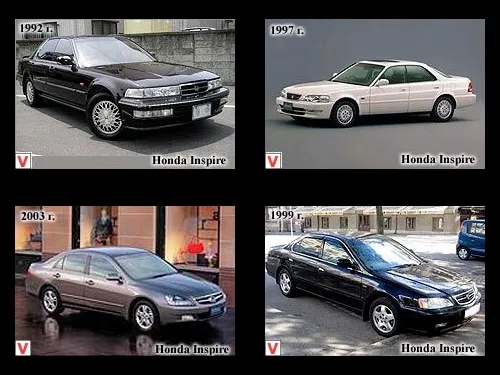 1992 г.
V
Honda Inspire
1997 г.
V
Honda Inspire
2003 г.
V
Honda Inspire
1999 г.
V
Honda Inspire